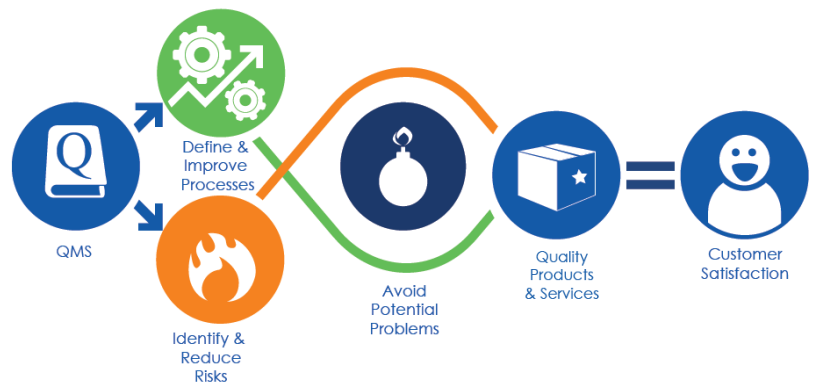 Q
QMS
Define &
Improve
Processes
Identify &
Reduce
Risks
Avoid
Potential
Problems
Quality
Products
& Services
Customer
Satisfaction